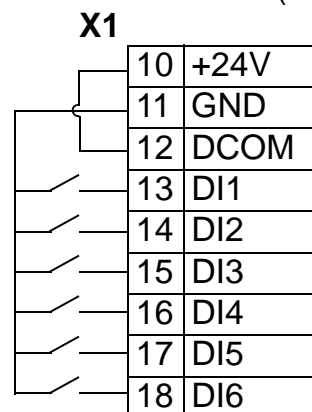 X1
10 +24V
11 GND
12 DCOM
13 DI1
14 DI2
15 DI3
16 DI4
17 DI5
18 DI6